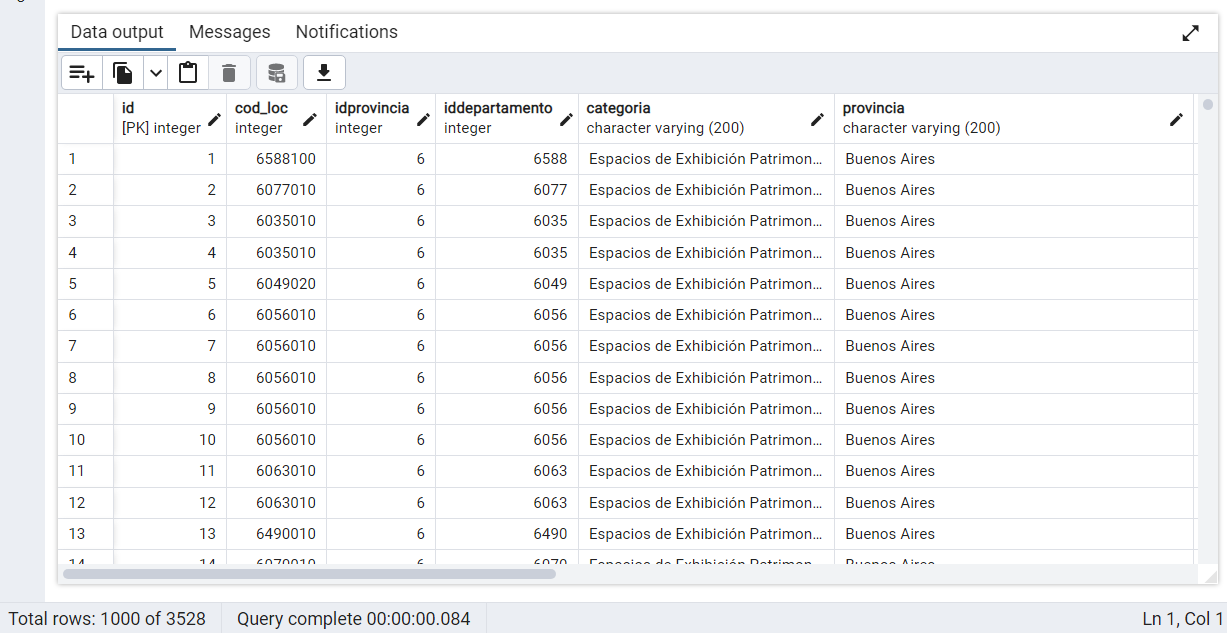 Data output Messages Notifications
id cod_loc idprovincia iddepartamento categoria provincia
[PK] integer integer integer integer character varying (200) character varying (200)
1 1 6588100 6 6588 Espacios de Exhibición Patrimon... Buenos Aires
2 2 6077010 6 6077 Espacios de Exhibición Patrimon... Buenos Aires
3 3 6035010 6 6035 Espacios de Exhibición Patrimon... Buenos Aires
4 4 6035010 6 6035 Espacios de Exhibición Patrimon... Buenos Aires
5 5 6049020 6 6049 Espacios de Exhibición Patrimon... Buenos Aires
6 6 6056010 6 6056 Espacios de Exhibición Patrimon... Buenos Aires
7 7 6056010 6 6056 Espacios de Exhibición Patrimon... Buenos Aires
8 8 6056010 6 6056 Espacios de Exhibición Patrimon... Buenos Aires
9 9 6056010 6 6056 Espacios de Exhibición Patrimon... Buenos Aires
10 10 6056010 6 6056 Espacios de Exhibición Patrimon... Buenos Aires
11 11 6063010 6 6063 Espacios de Exhibición Patrimon... Buenos Aires
12 12 6063010 6 6063 Espacios de Exhibición Patrimon... Buenos Aires
13 13 6490010 6 6490 Espacios de Exhibición Patrimon... Buenos Aires
14 14 6070010 6 6070 Espacios de Exhibición Patrimon... Buenos Aires
Total rows: 1000 of 3528 Query complete 00:00:00.084 Ln 1, Col 1